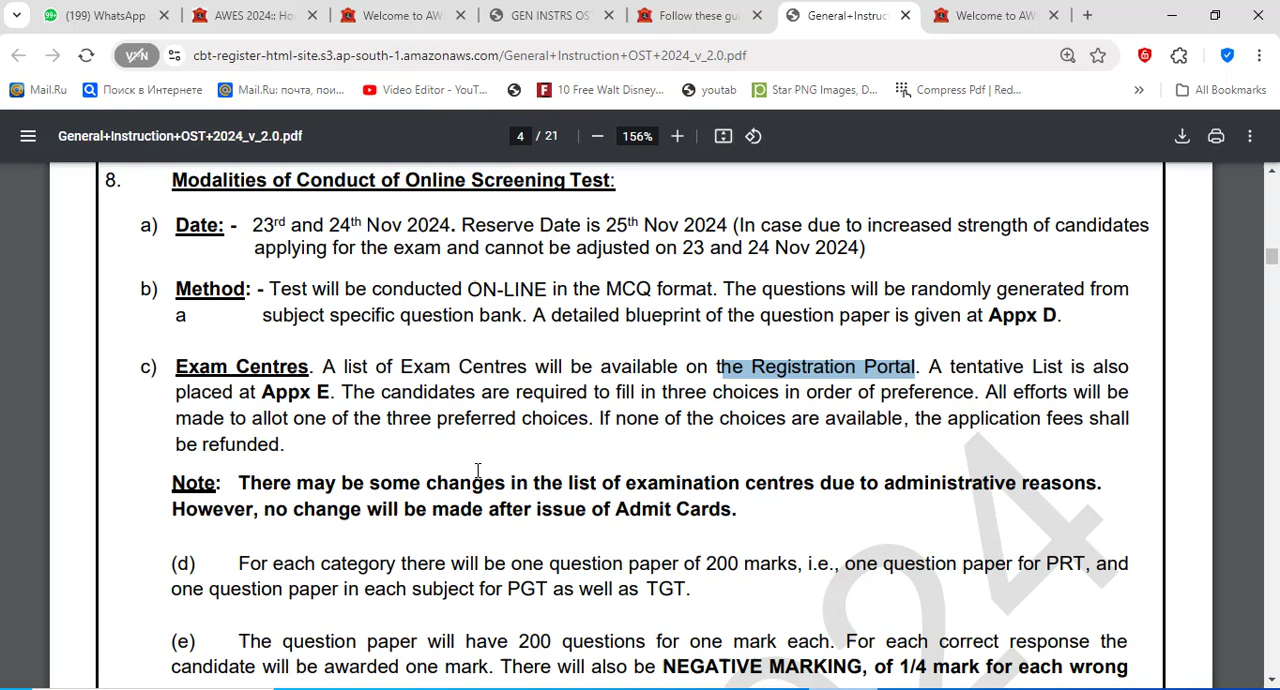 (199) WhatsApp
AWES 2024:: Ho
Welcome to AW
GEN INSTRS OS
Follow these gu
General+Instruc
Welcome to AW
cbt-register-html-site.s3.ap-south-1.amazonaws.com/General+Instruction+OST+2024_v_2.0.pdf
Mail.Ru
Поиск в Интернете
Mail.Ru: почта, пои...
Video Editor - YouT...
10 Free Walt Disney...
youtab
Star PNG Images, D...
Compress Pdf | Red...
All Bookmarks
General+Instruction+OST+2024_v_2.0.pdf
4 / 21
156%
8. Modalities of Conduct of Online Screening Test:
a) Date: - 23rd and 24th Nov 2024. Reserve Date is 25th Nov 2024 (In case due to increased strength of candidates
applying for the exam and cannot be adjusted on 23 and 24 Nov 2024)
b) Method: - Test will be conducted ON-LINE in the MCQ format. The questions will be randomly generated from
a subject specific question bank. A detailed blueprint of the question paper is given at Appx D.
c) Exam Centres. A list of Exam Centres will be available on the Registration Portal. A tentative List is also
placed at Appx E. The candidates are required to fill in three choices in order of preference. All efforts will be
made to allot one of the three preferred choices. If none of the choices are available, the application fees shall
be refunded.
Note: There may be some changes in the list of examination centres due to administrative reasons.
However, no change will be made after issue of Admit Cards.
(d) For each category there will be one question paper of 200 marks, i.e., one question paper for PRT, and
one question paper in each subject for PGT as well as TGT.
(e) The question paper will have 200 questions for one mark each. For each correct response the
candidate will be awarded one mark. There will also be NEGATIVE MARKING, of 1/4 mark for each wrong